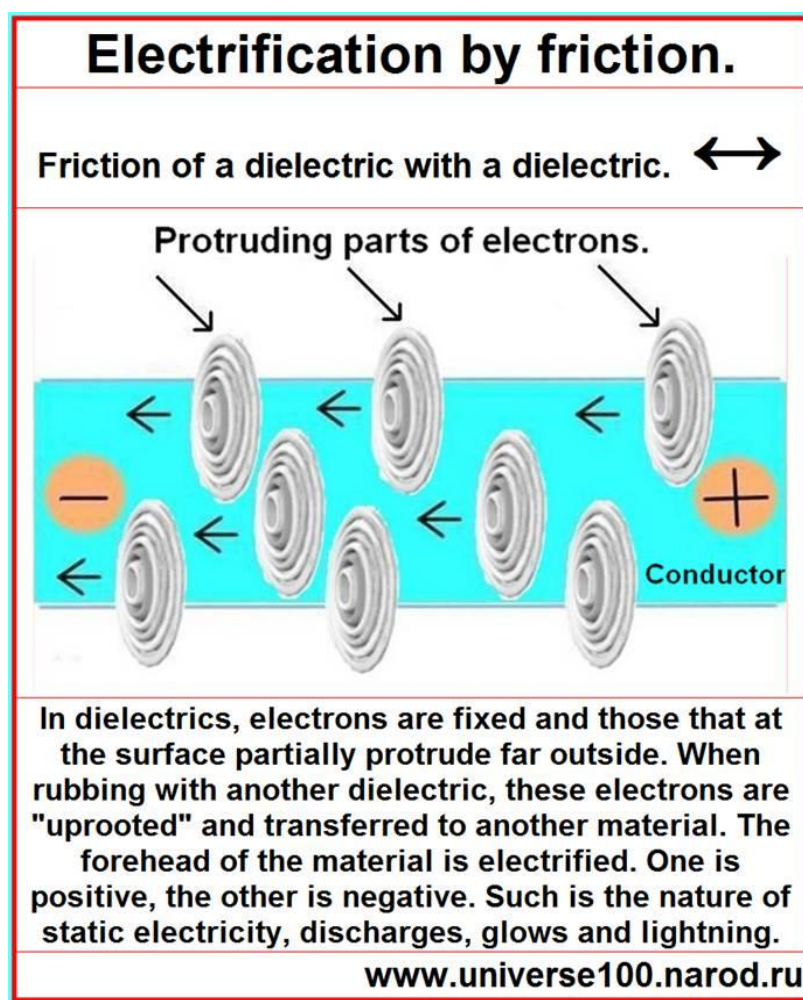 Electrification by friction.
Friction of a dielectric with a dielectric.
Protruding parts of electrons.
Conductor
In dielectrics, electrons are fixed and those that at
the surface partially protrude far outside. When
rubbing with another dielectric, these electrons are
"uprooted" and transferred to another material. The
forehead of the material is electrified. One is
positive, the other is negative. Such is the nature of
static electricity, discharges, glows and lightning.
www.universe100.narod.ru